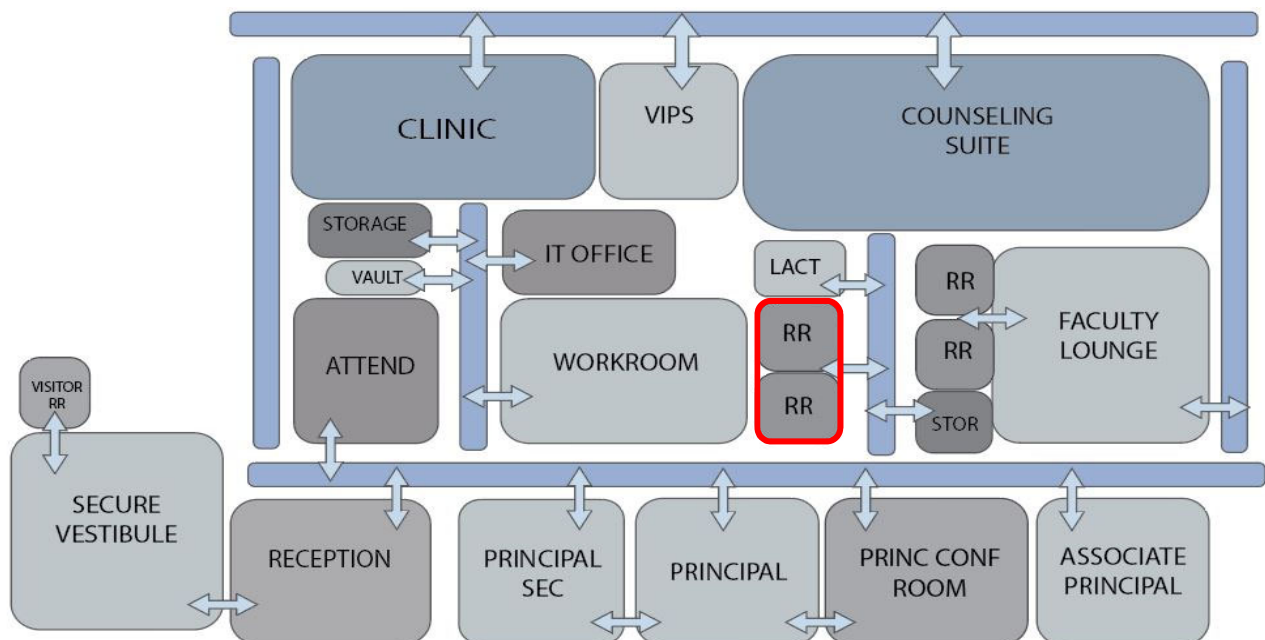 CLINIC
VIPS
COUNSELING
SUITE
STORAGE
IT OFFICE
VAULT
LACT
RR
FACULTY
LOUNGE
ATTEND
WORKROOM
RR
RR
RR
STOR
VISITOR
RR
SECURE
VESTIBULE
RECEPTION
PRINCIPAL
SEC
PRINCIPAL
PRINC CONF
ROOM
ASSOCIATE
PRINCIPAL